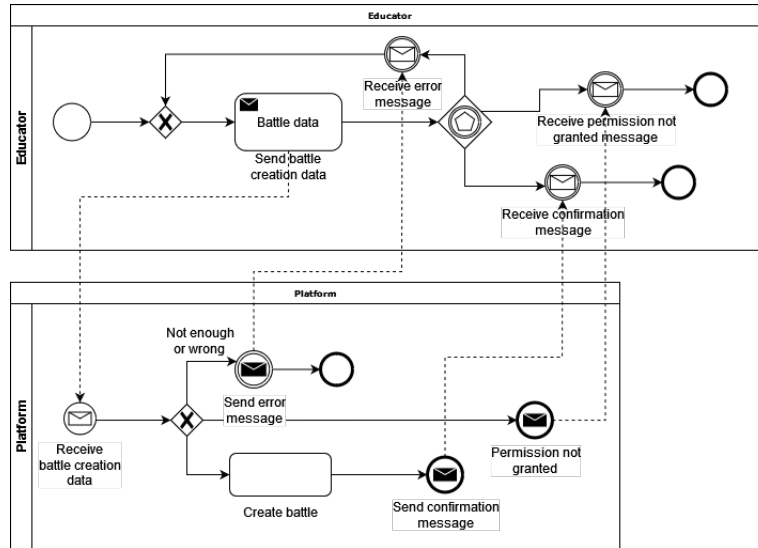 Educator
Educator
Receive error
message
Battle data
Receive permission not
granted message
Send battle
creation data
Receive confirmation
message
Platform
Platform
Not enough
or wrong
Send error
message
Receive
battle creation
data
Permission not
granted
Create battle
Send confirmation
message